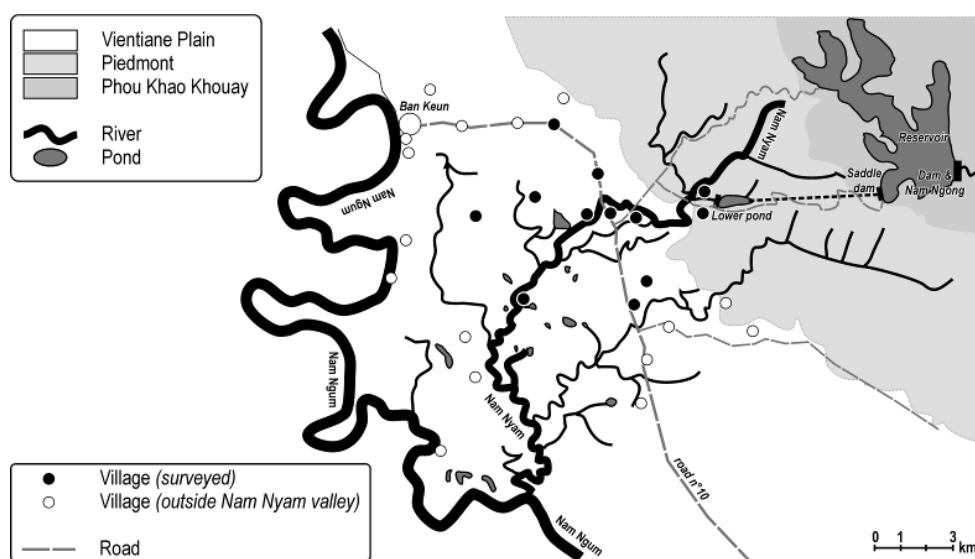 Vientiane Plain
Piedmont
Phou Khao Khouay
River
Pond
Ban Keun
Nam Ngum
Nam Nyam
Reservoir
Saddle
dam
Dam &
Nam Ngong
Lower pond
Nam Ngum
Nam Nyam
road n°10
Nam Ngum
Village (surveyed)
Village (outside Nam Nyam valley)
Road
0 1 3
km